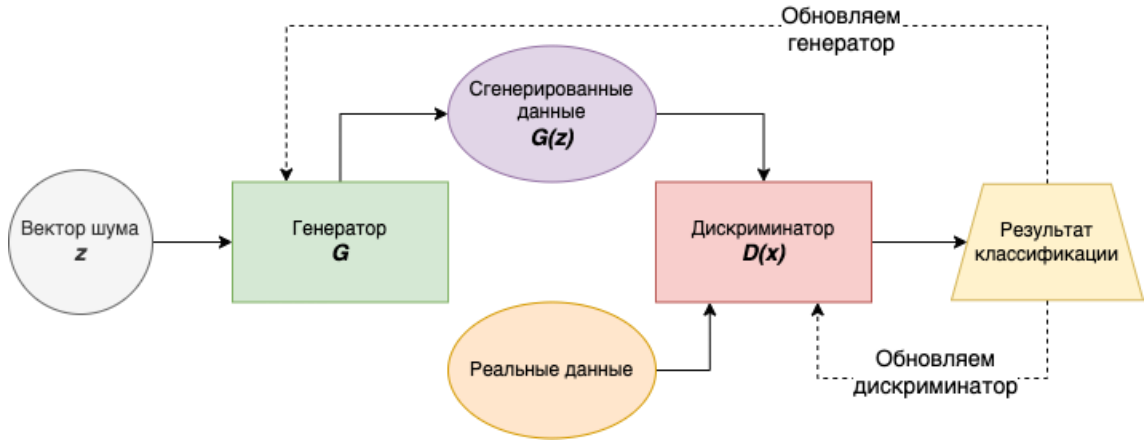 Обновляем
генератор
Сгенерированные
данные
G(z)
Вектор шума
z
Генератор
G
Дискриминатор
D(x)
Результат
классификации
Реальные данные
Обновляем
дискриминатор